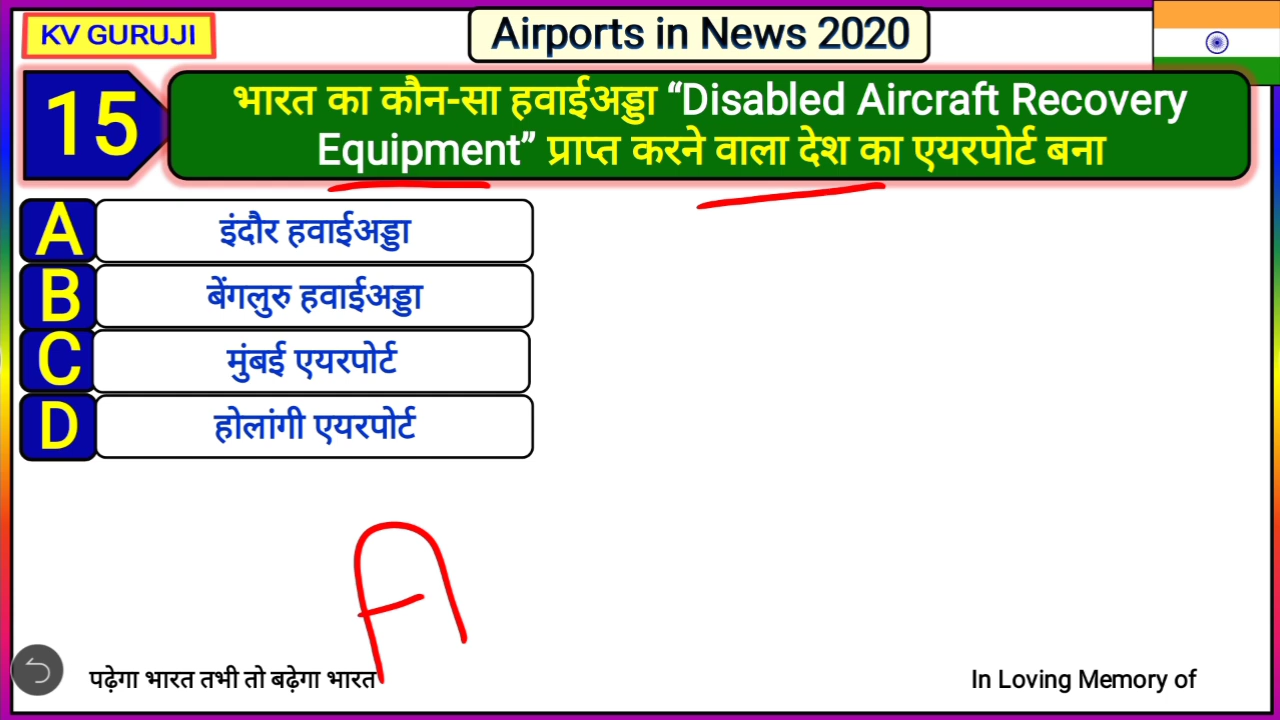 KV GURUJI
Airports in News 2020
15
भारत का कौन-सा हवाईअड्डा “Disabled Aircraft Recovery
Equipment” प्राप्त करने वाला देश का एयरपोर्ट बना
A इंदौर हवाईअड्डा
B बेंगलुरु हवाईअड्डा
C मुंबई एयरपोर्ट
D होलांगी एयरपोर्ट
A
पढ़ेगा भारत तभी तो बढ़ेगा भारत
In Loving Memory of